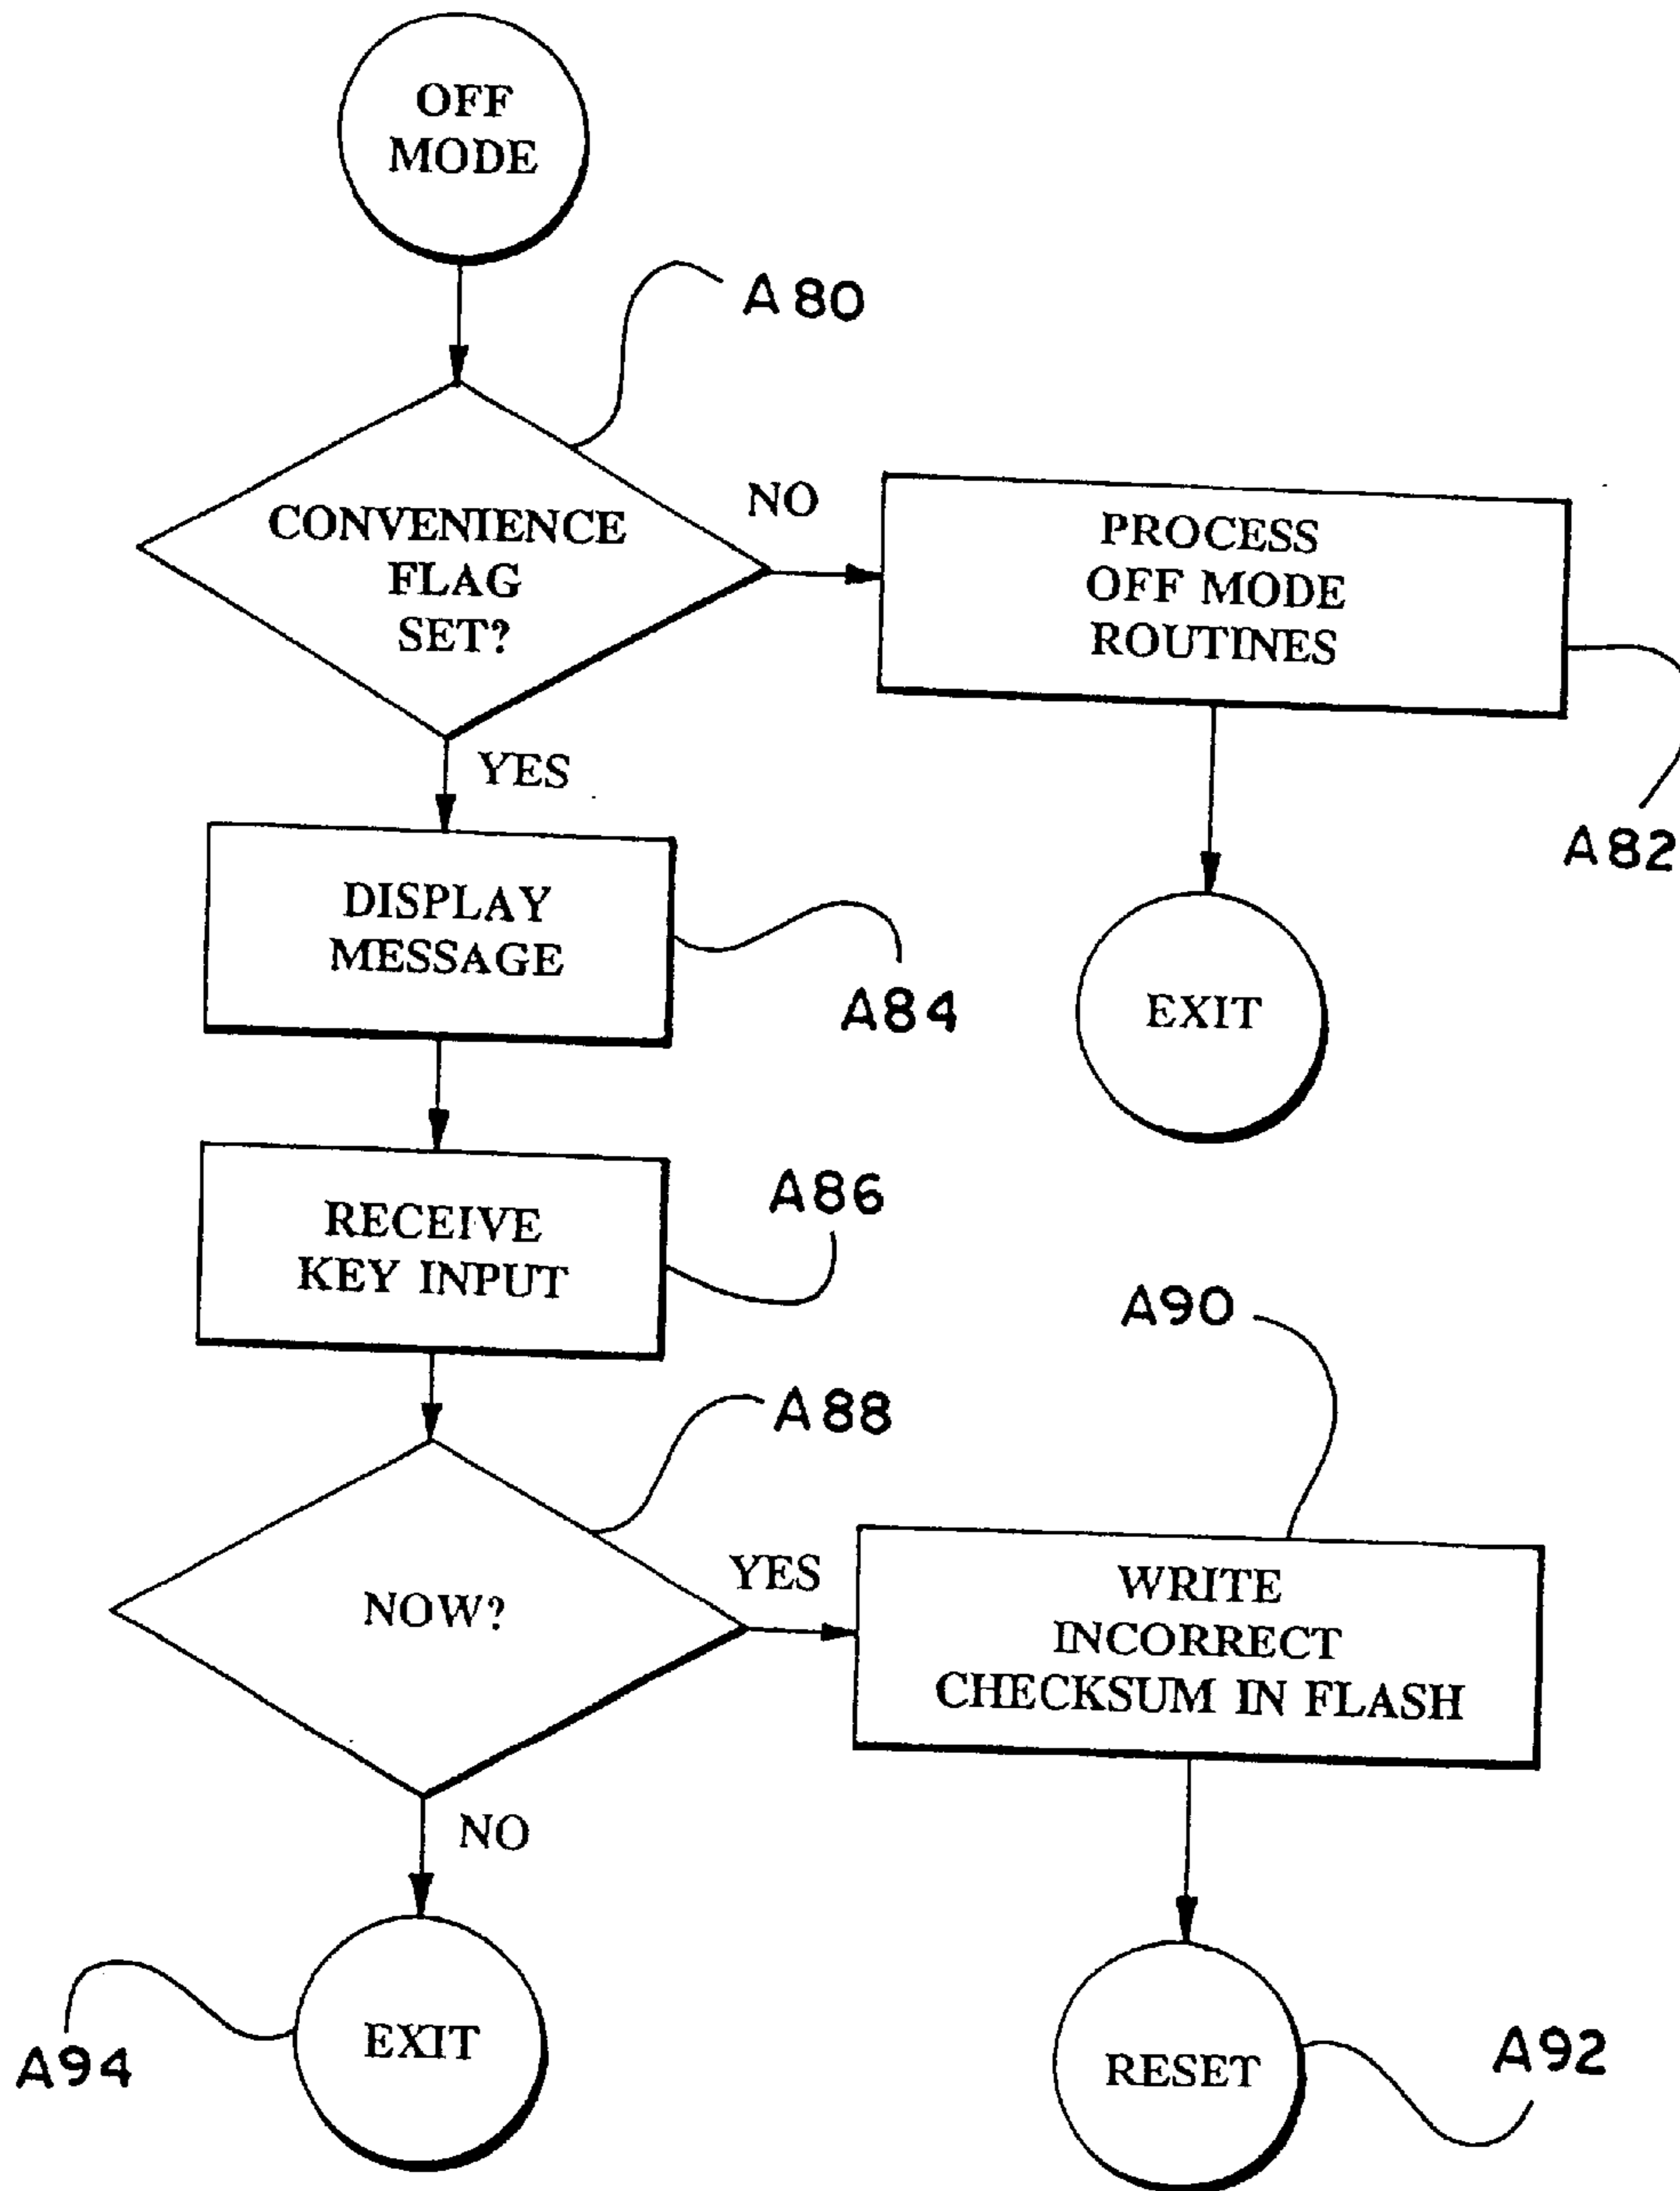 OFF
MODE
A80
CONVENIENCE
FLAG
SET?
NO
PROCESS
OFF MODE
ROUTINES
A82
YES
DISPLAY
MESSAGE
A84
EXIT
RECEIVE
KEY INPUT
A86
A88
NOW?
YES
A90
WRITE
INCORRECT
CHECKSUM IN FLASH
NO
EXIT
A94
RESET
A92